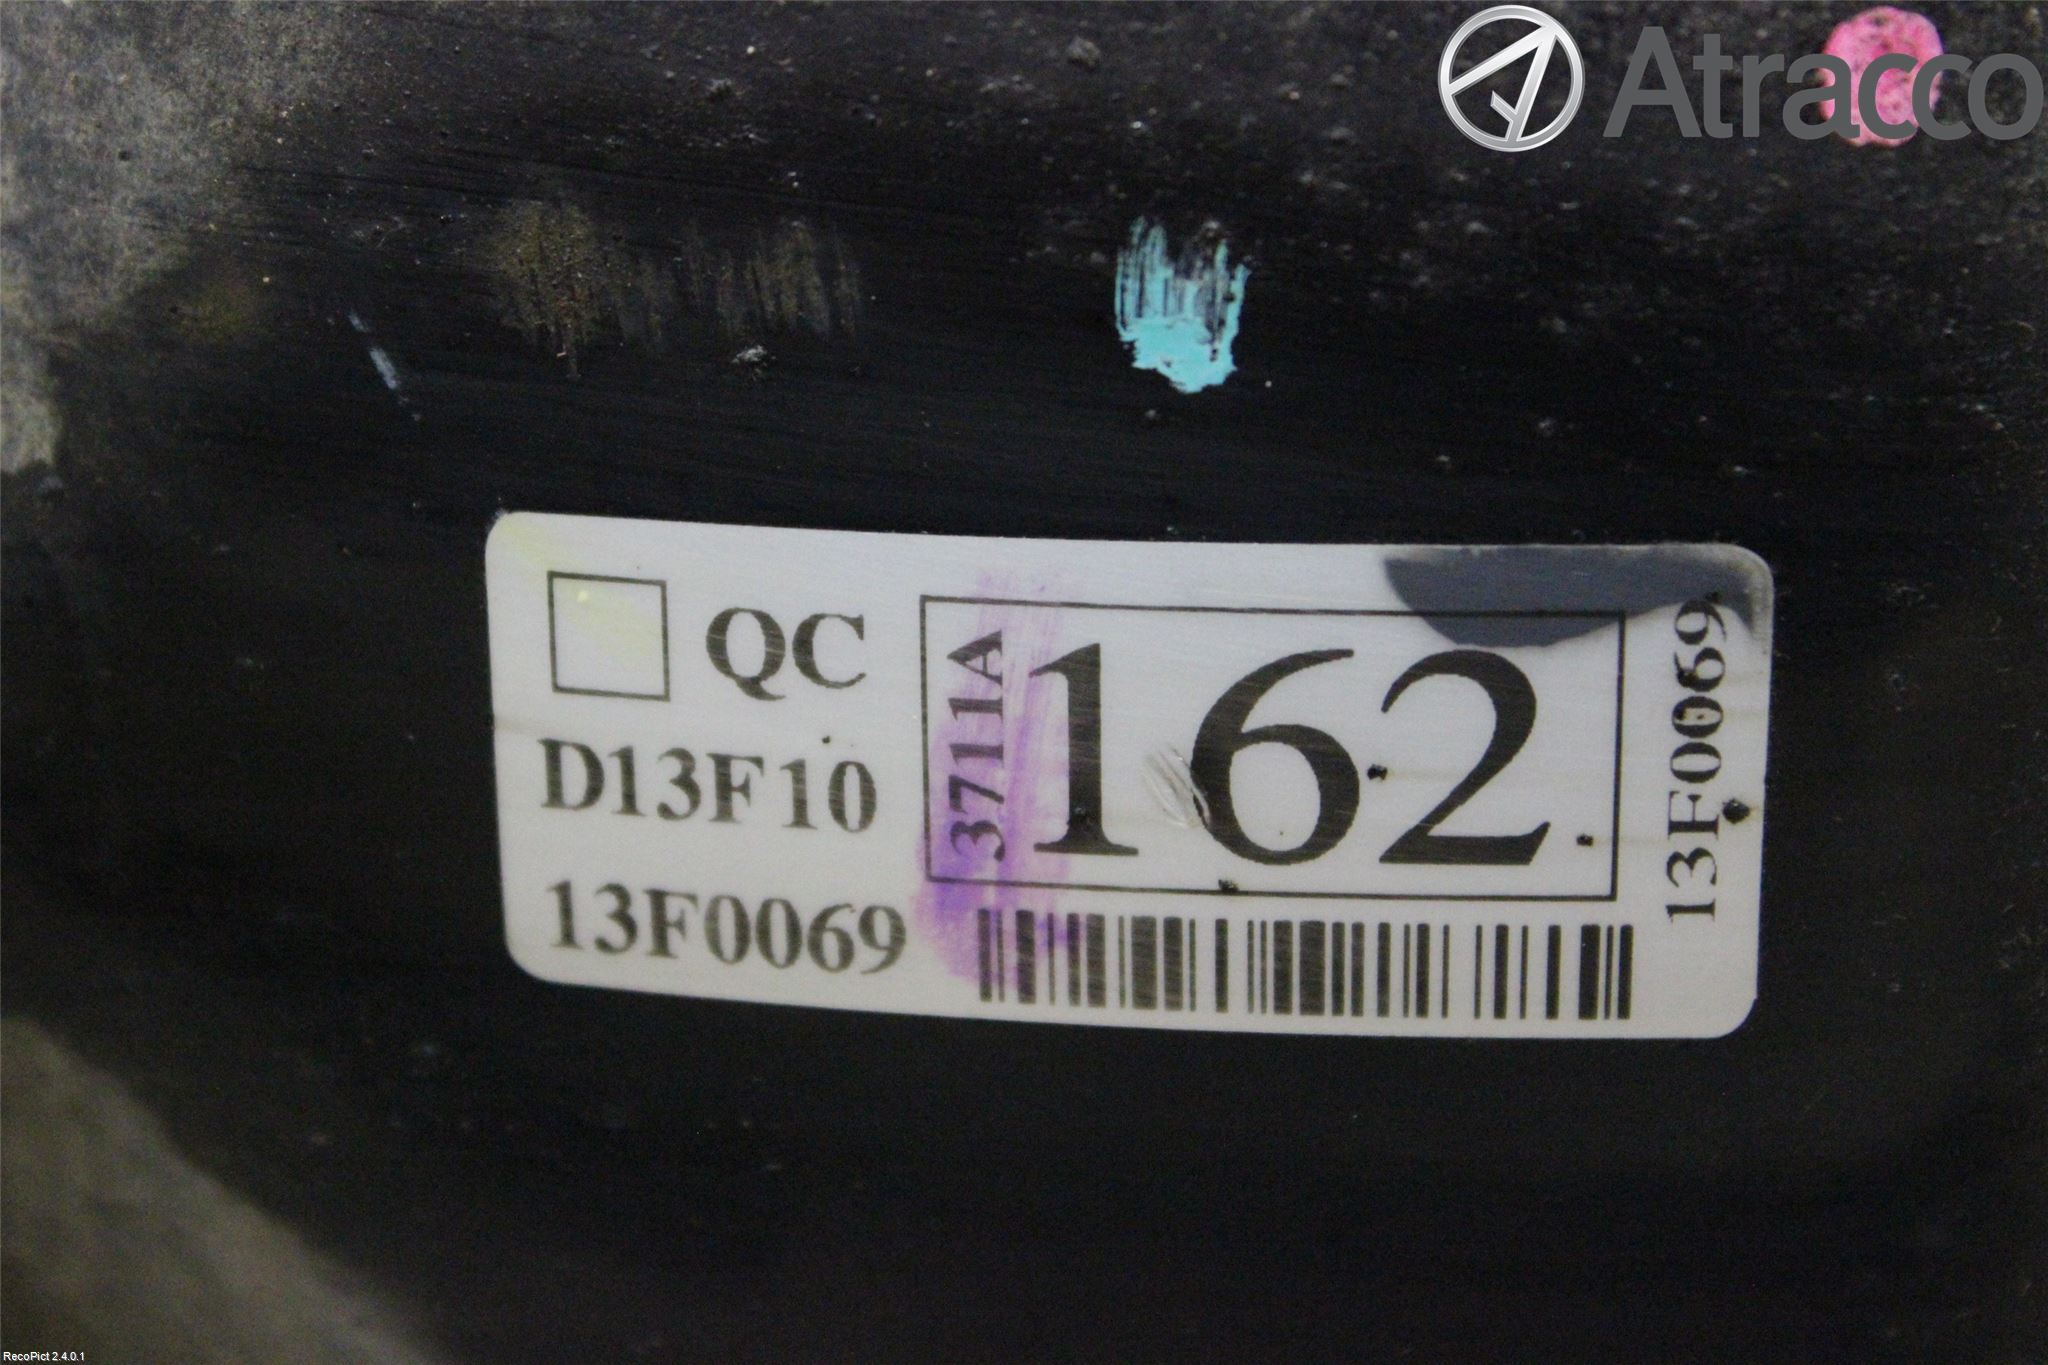 Atracco
QC
D13F10
13F0069
3711A
162
13F0069
RecoPict 2.4.0.1